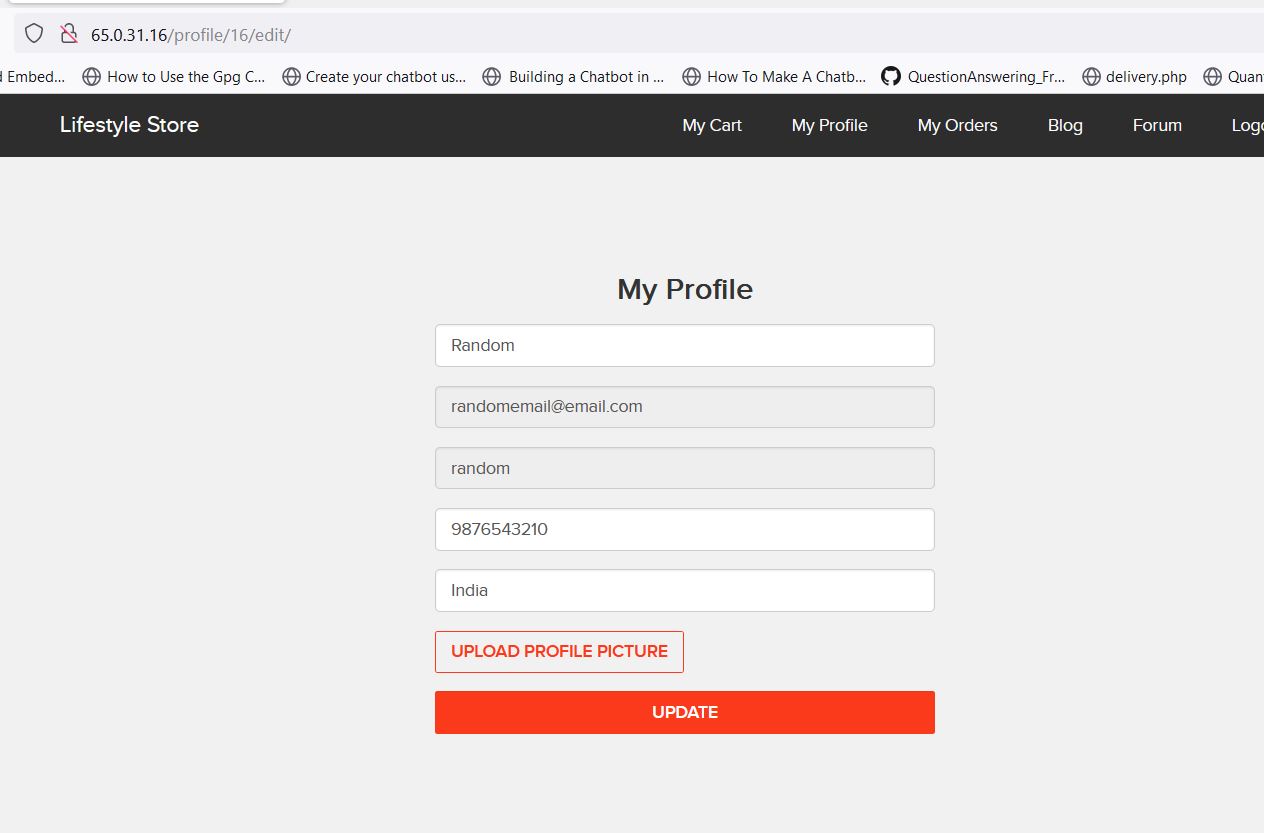 65.0.31.16/profile/16/edit/
Embed... How to Use the Gpg C... Create your chatbot us... Building a Chatbot in ... How To Make A Chatb... QuestionAnswering_Fr... delivery.php Quan
Lifestyle Store My Cart My Profile My Orders Blog Forum Logo
My Profile
Random
randomemail@email.com
random
9876543210
India
UPLOAD PROFILE PICTURE
UPDATE